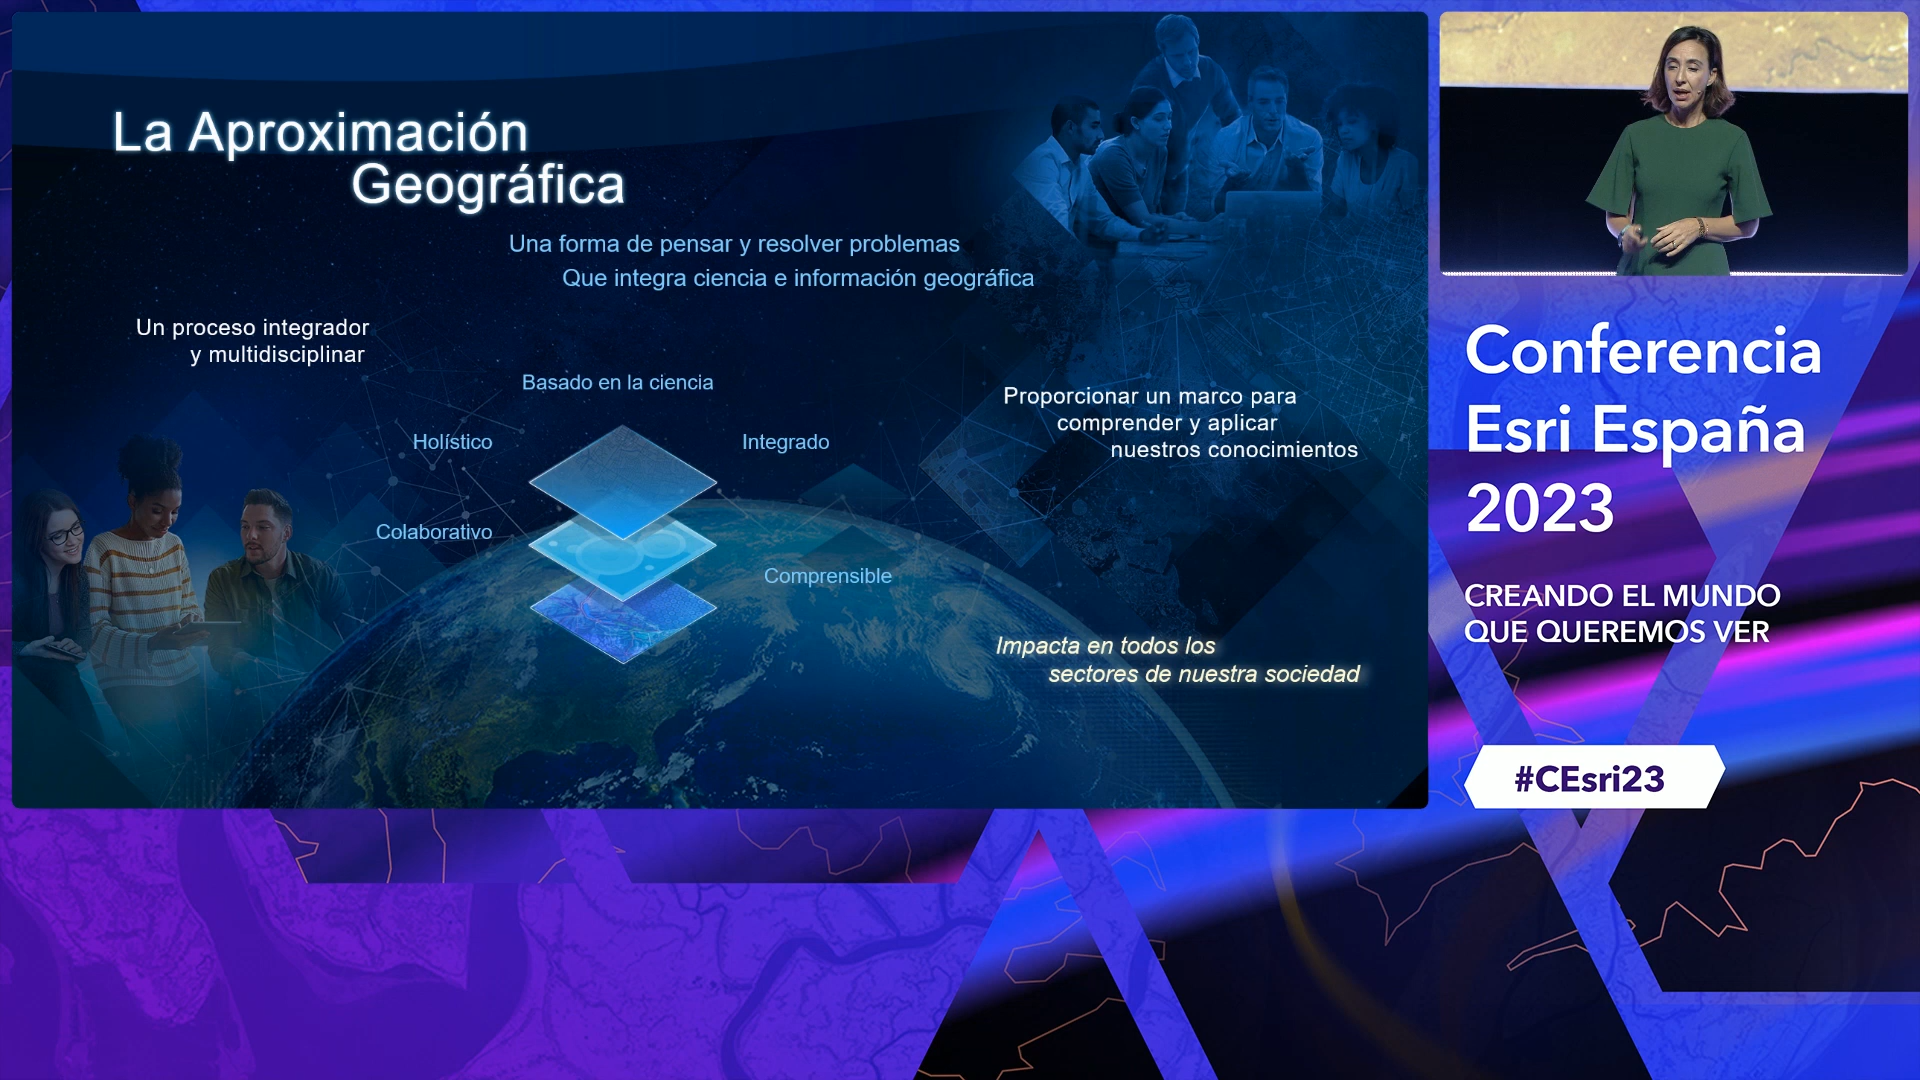 La Aproximación
Geográfica
Una forma de pensar y resolver problemas
Que integra ciencia e información geográfica
Un proceso integrador
y multidisciplinar
Basado en la ciencia
Holístico
Integrado
Colaborativo
Comprensible
Proporcionar un marco para
comprender y aplicar
nuestros conocimientos
Impacta en todos los
sectores de nuestra sociedad
Conferencia
Esri España
2023
CREANDO EL MUNDO
QUE QUEREMOS VER
#CEsri23